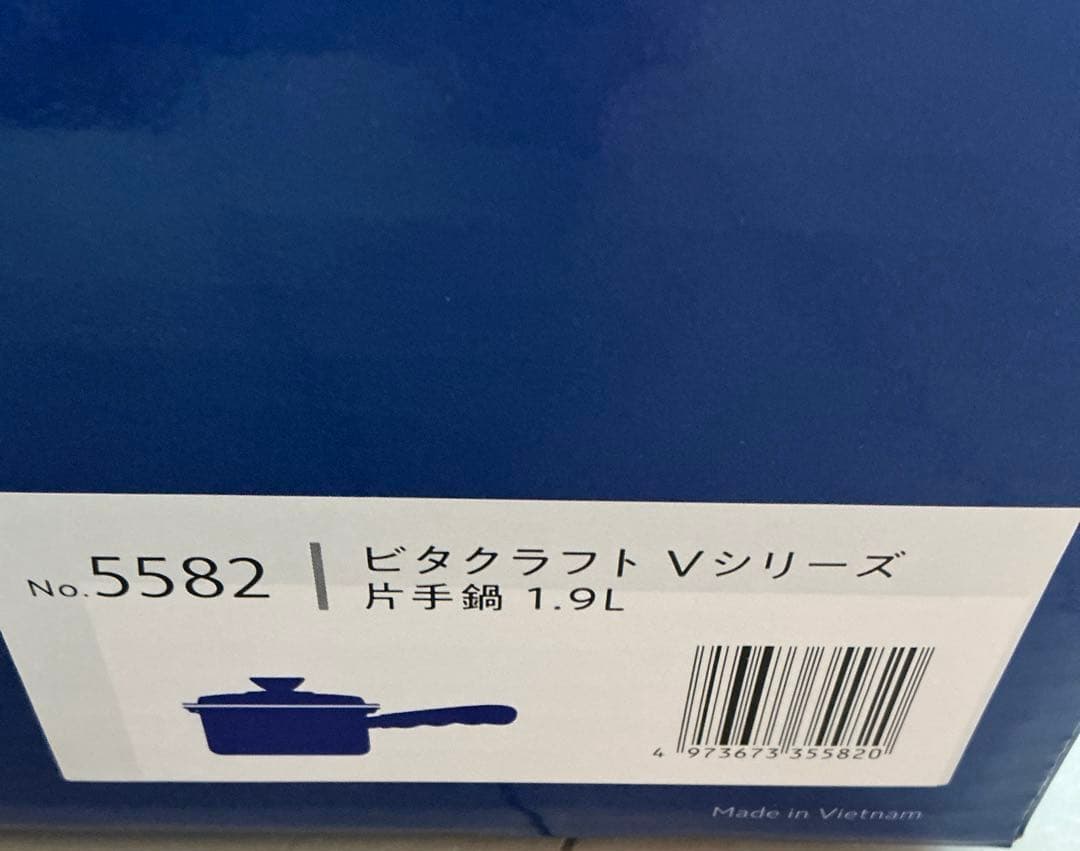 No.5582
ビタクラフト Vシリーズ
片手鍋 1.9L
4 973673 355820
Made in Vietnam